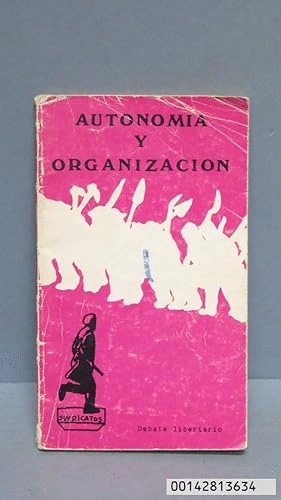 AUTONOMIA
Y
ORGANIZACION
SINDICATOS
Debate libertario
00142813634